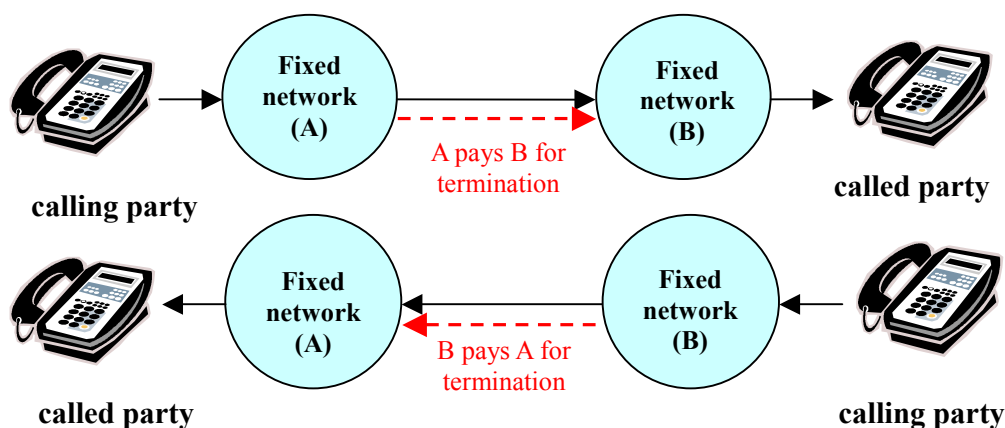 Fixed
network
(A)
Fixed
network
(B)
A pays B for
termination
calling party
called party
Fixed
network
(A)
Fixed
network
(B)
B pays A for
termination
called party
calling party